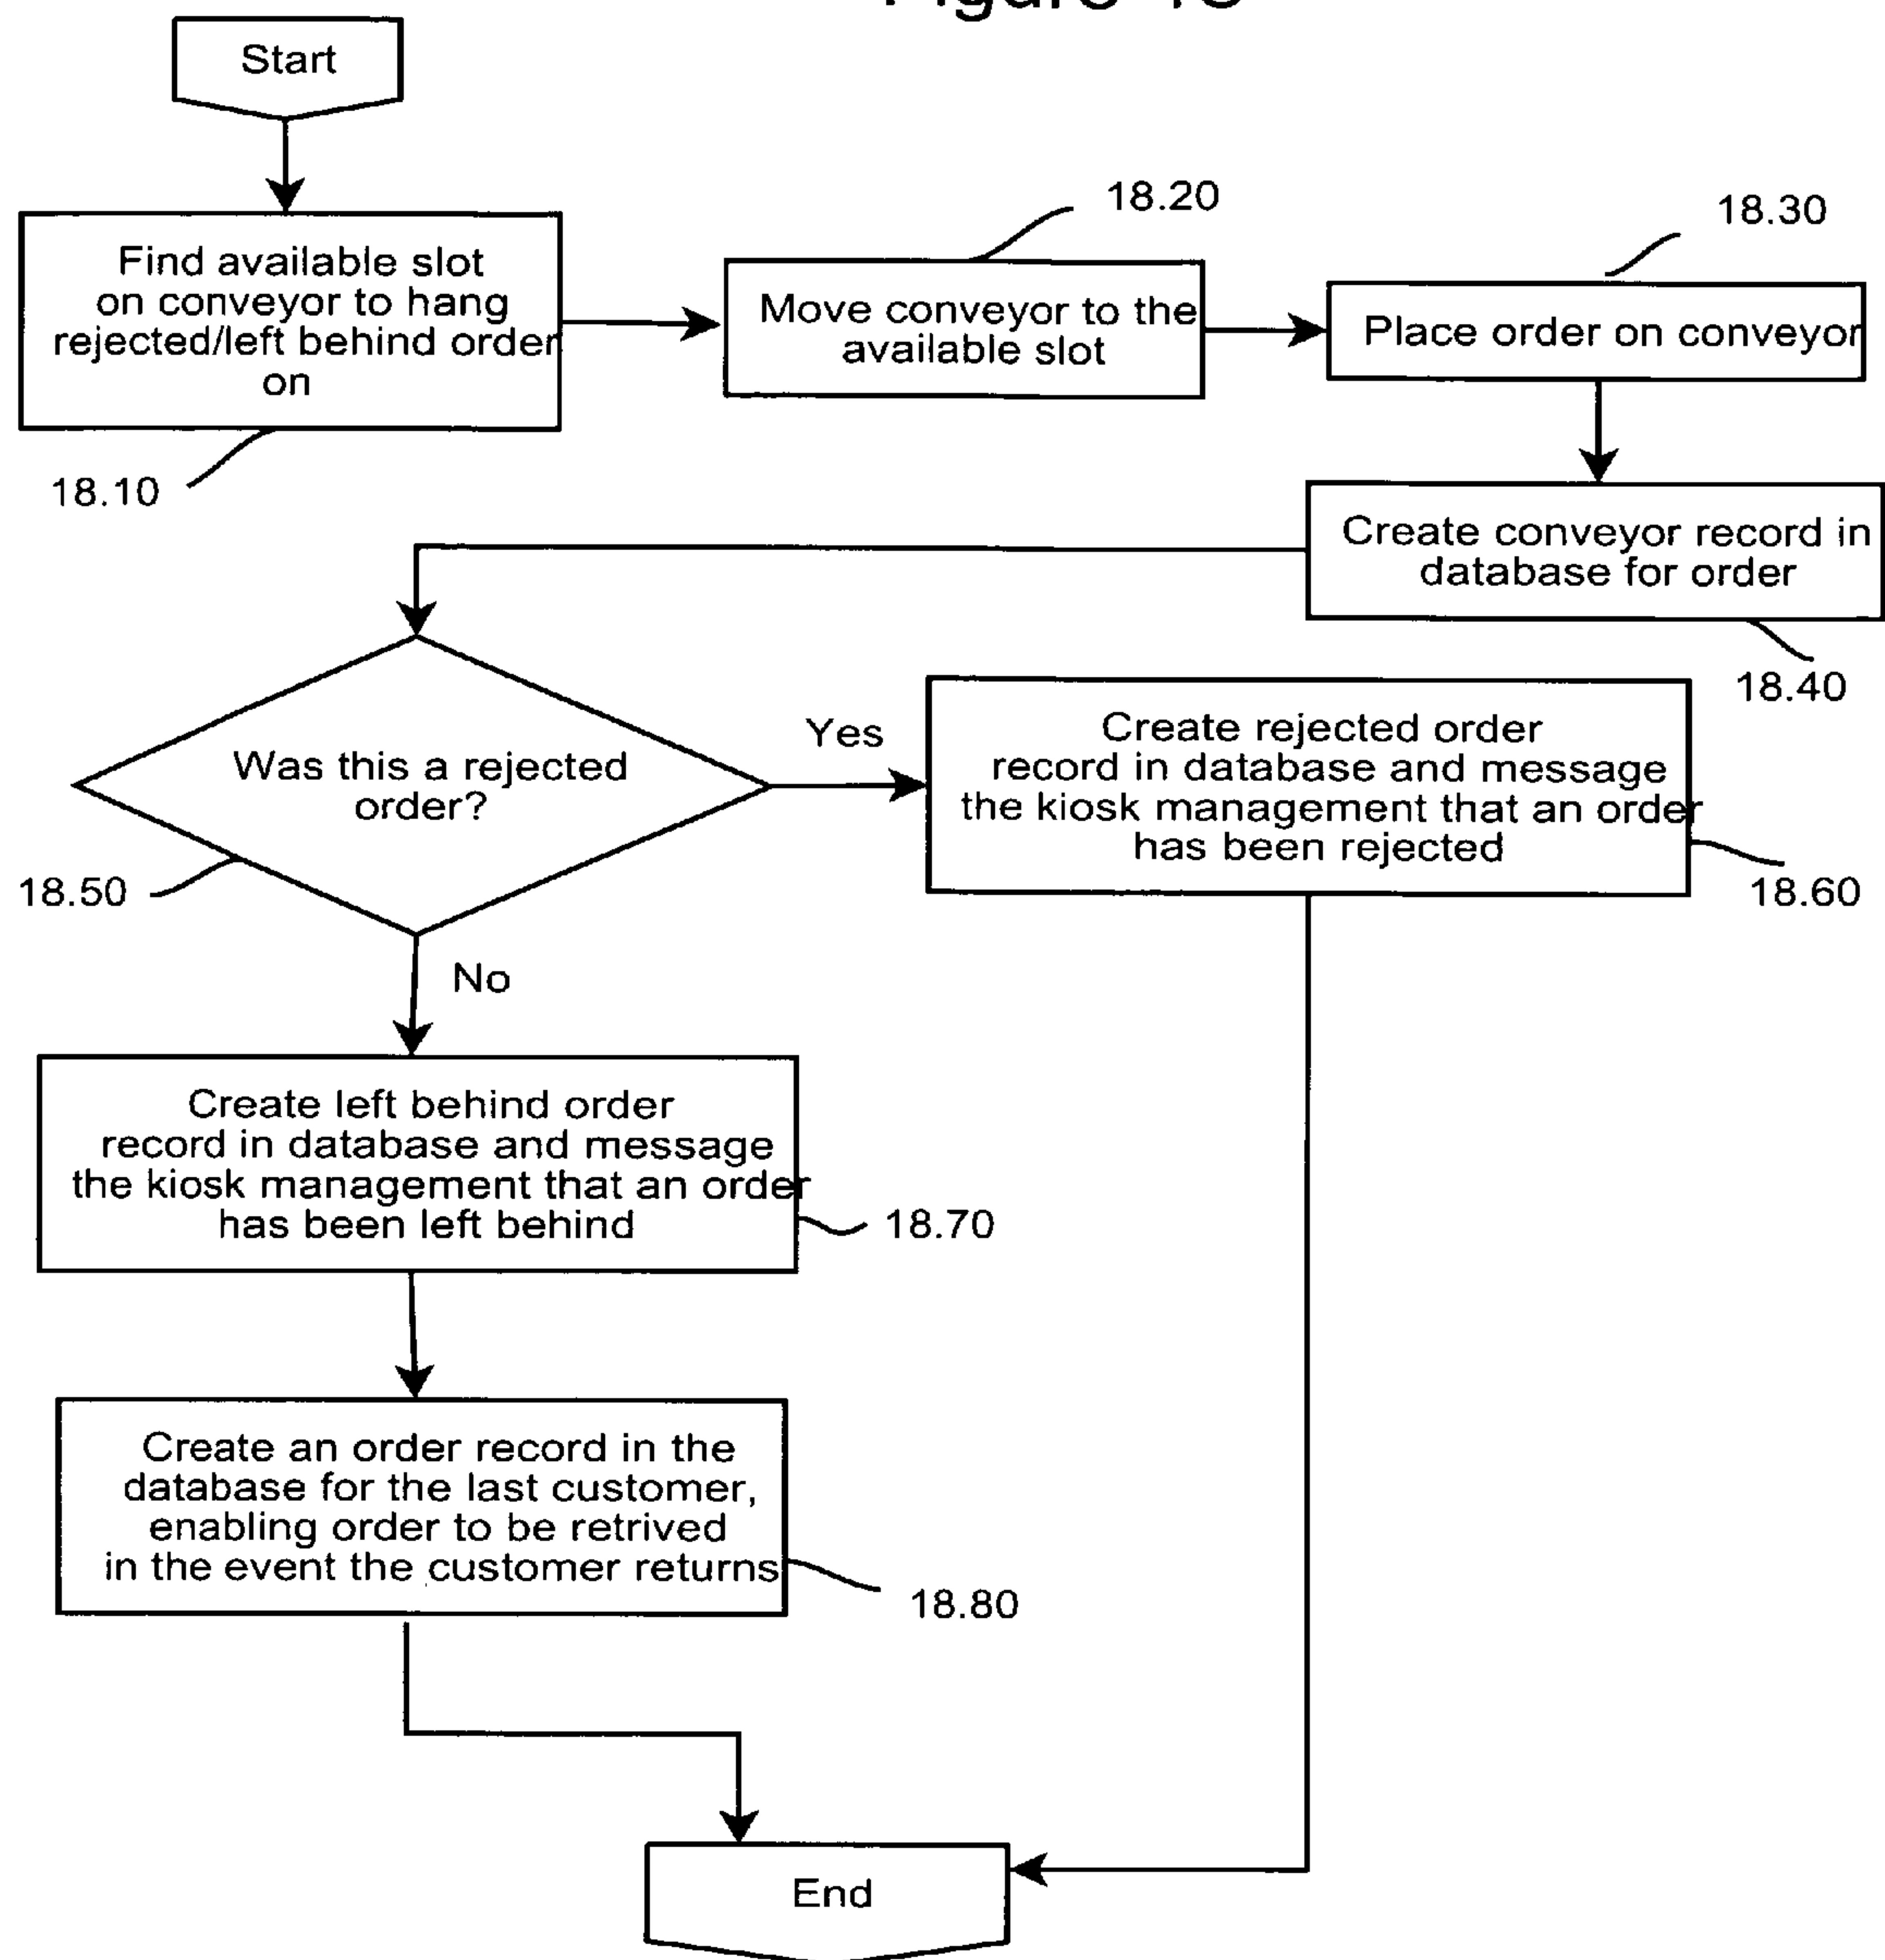 Start
Find available slot
on conveyor to hang
rejected/left behind order
on
18.10
18.20
Move conveyor to the
available slot
18.30
Place order on conveyor
Create conveyor record in
database for order
18.40
Was this a rejected
order?
18.50
Yes
Create rejected order
record in database and message
the kiosk management that an order
has been rejected
18.60
No
Create left behind order
record in database and message
the kiosk management that an order
has been left behind
18.70
Create an order record in the
database for the last customer,
enabling order to be retrived
in the event the customer returns
18.80
End